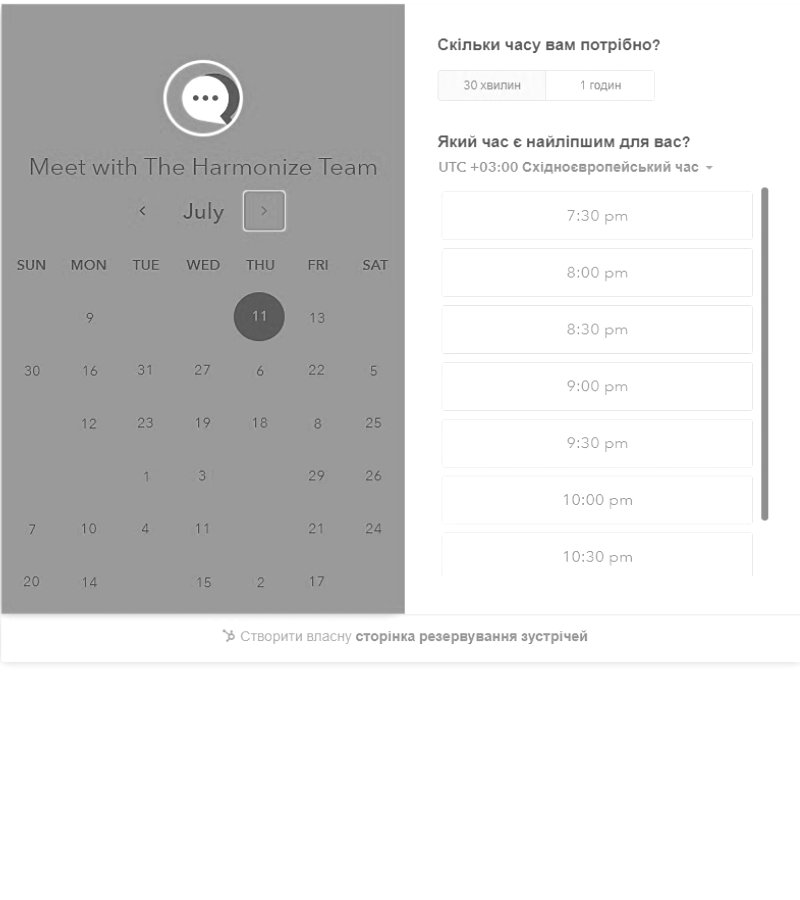 Meet with The Harmonize Team
July
SUN MON TUE WED THU FRI SAT
9 11 13
30 16 31 27 6 22 5
12 23 19 18 8 25
1 3 29 26
7 10 4 11 21 24
20 14 15 2 17
Скільки часу вам потрібно?
30 хвилин 1 годин
Який час є найліпшим для вас?
UTC +03:00 Східноєвропейський час
7:30 pm
8:00 pm
8:30 pm
9:00 pm
9:30 pm
10:00 pm
10:30 pm
Створити власну сторінка резервування зустрічей